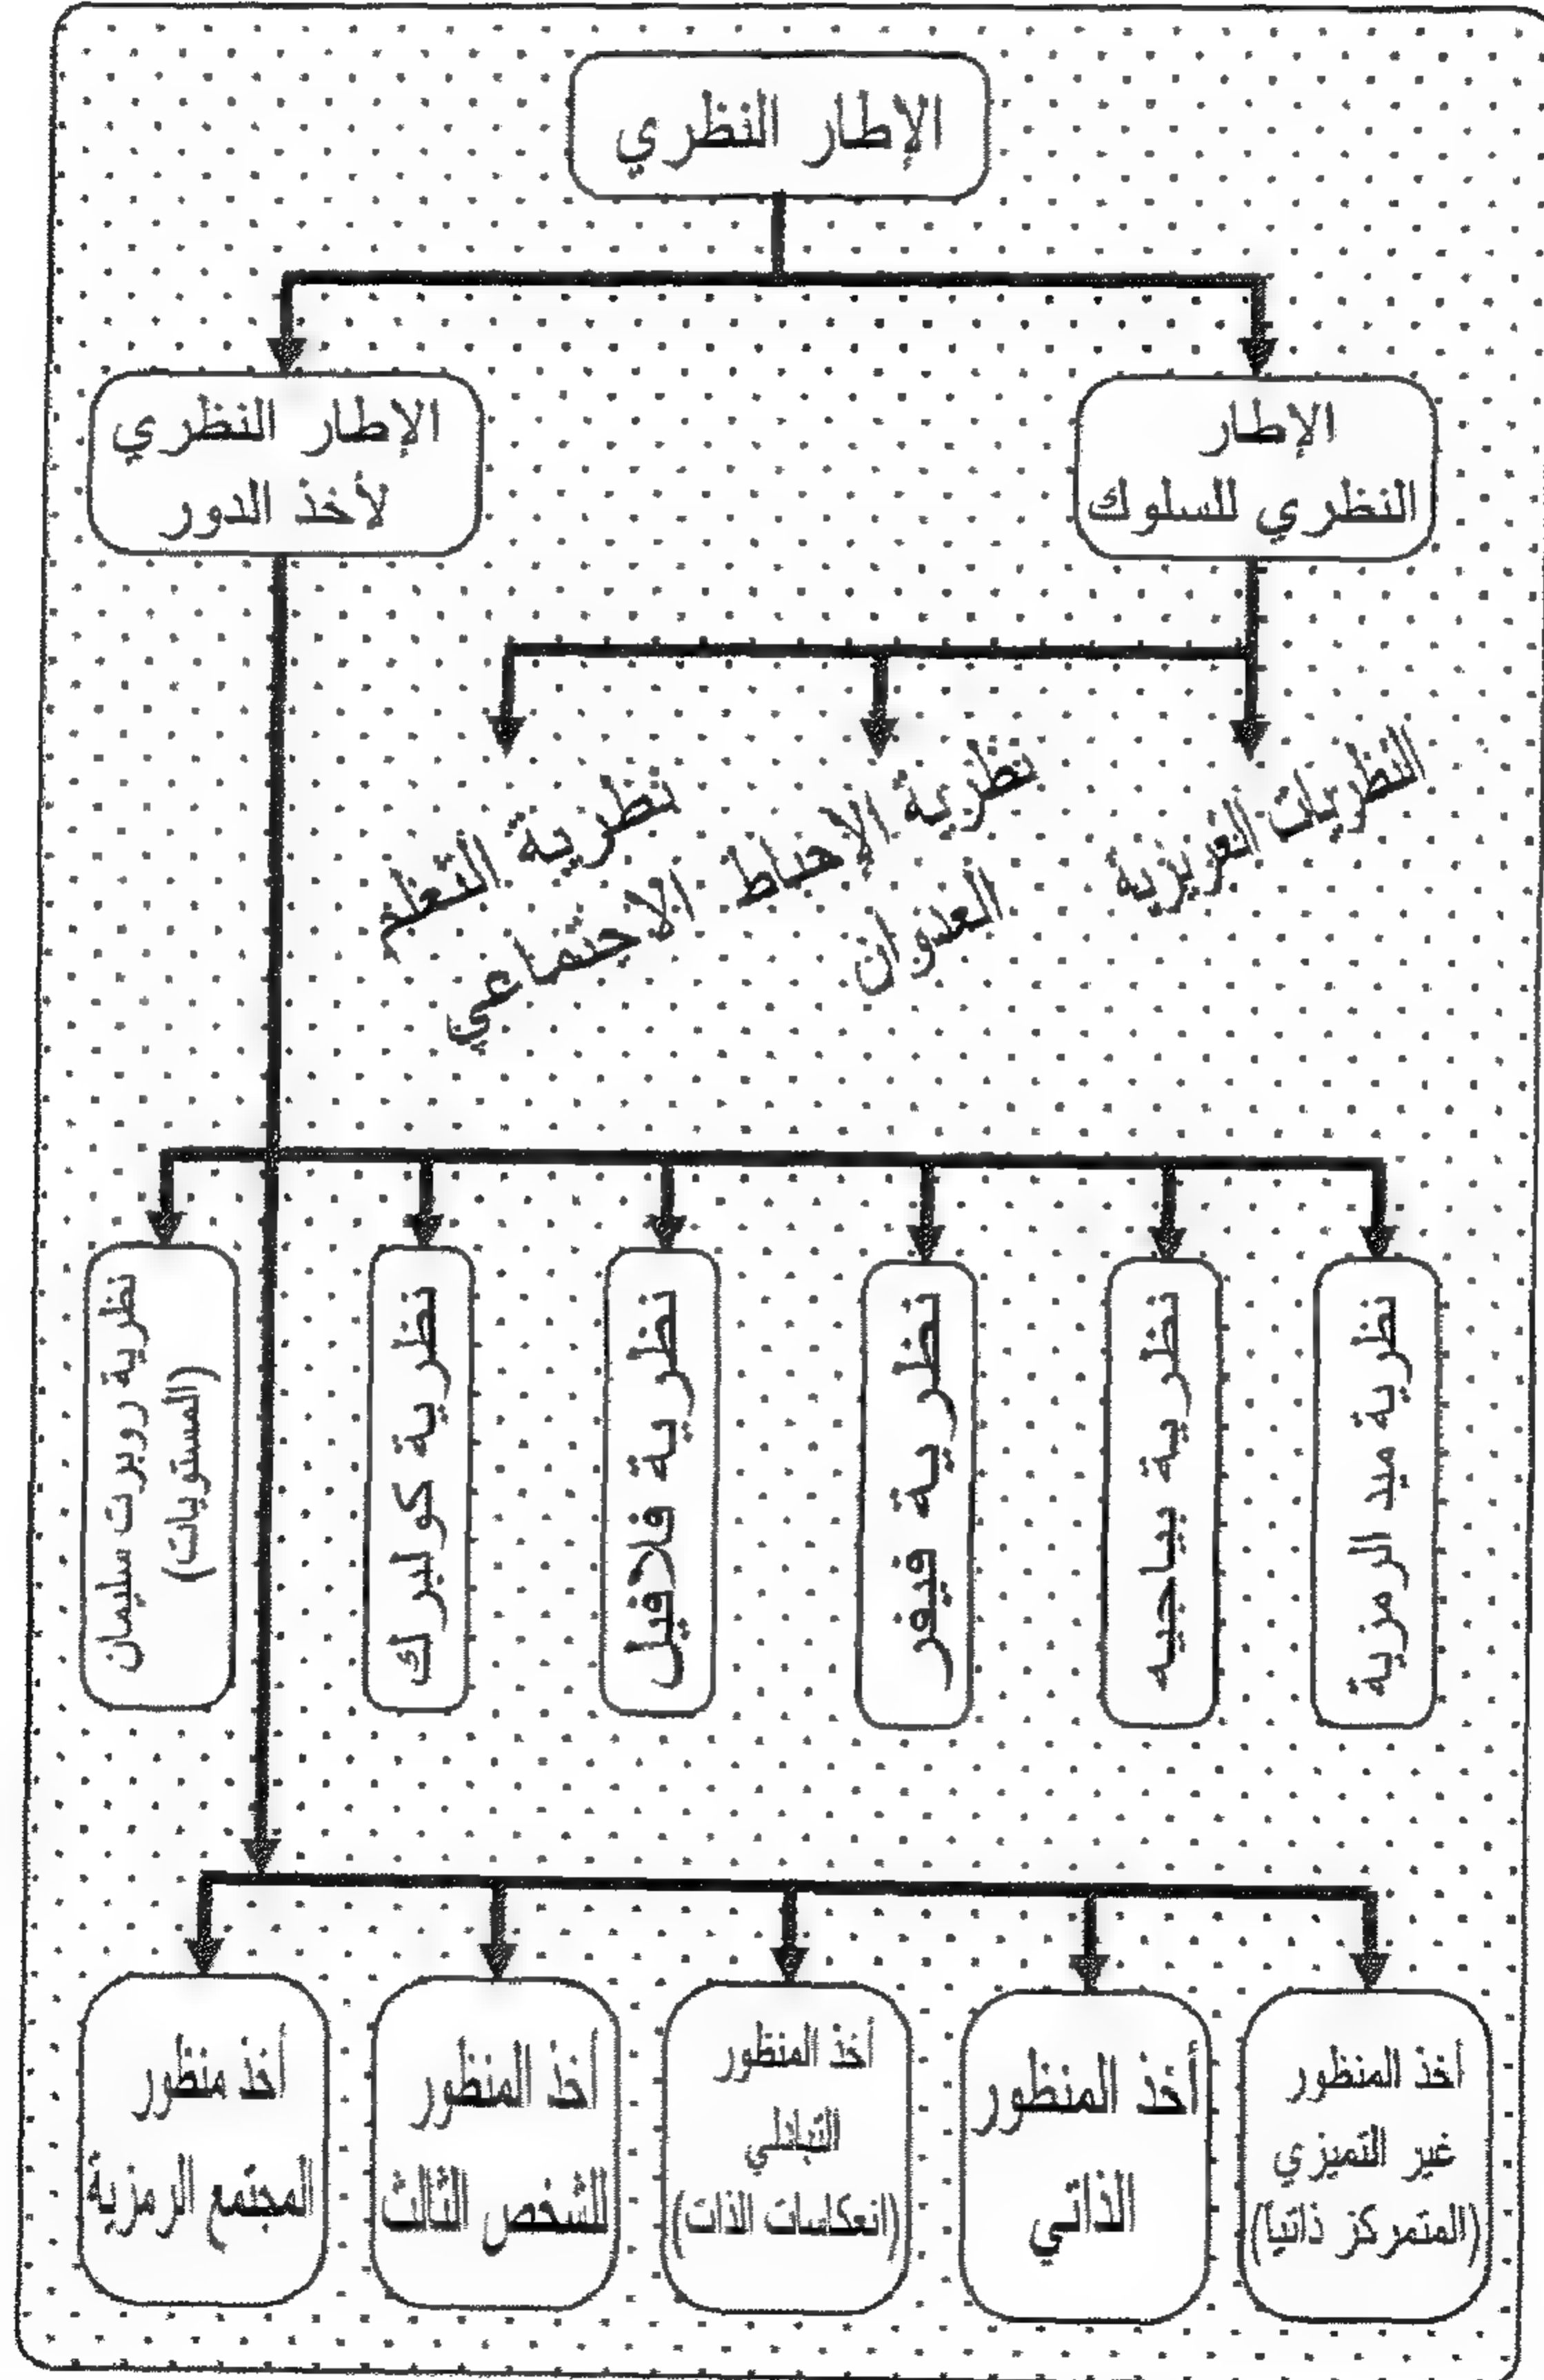 الإطار النظري
الإطار
النظري للسلوك
الإطار النظري
لأخذ الدور
النظريات الغريزية
نظرية الإحباط
العدوان
نظرية التعلم
الاجتماعي
نظرية ميد الرمزية
نظرية بياجيه
نظرية فيفر
نظرية فلافيل
نظرية كولبرك
نظرية روبرت سليمان
(المستويات)
أخذ المنظور
غير التميزي
(المتمركز ذاتيا)
أخذ المنظور
الذاتي
أخذ المنظور
التبادلي
(انعكاسات الذات)
أخذ المنظور
للشخص الثالث
أخذ منظور
المجتمع الرمزية